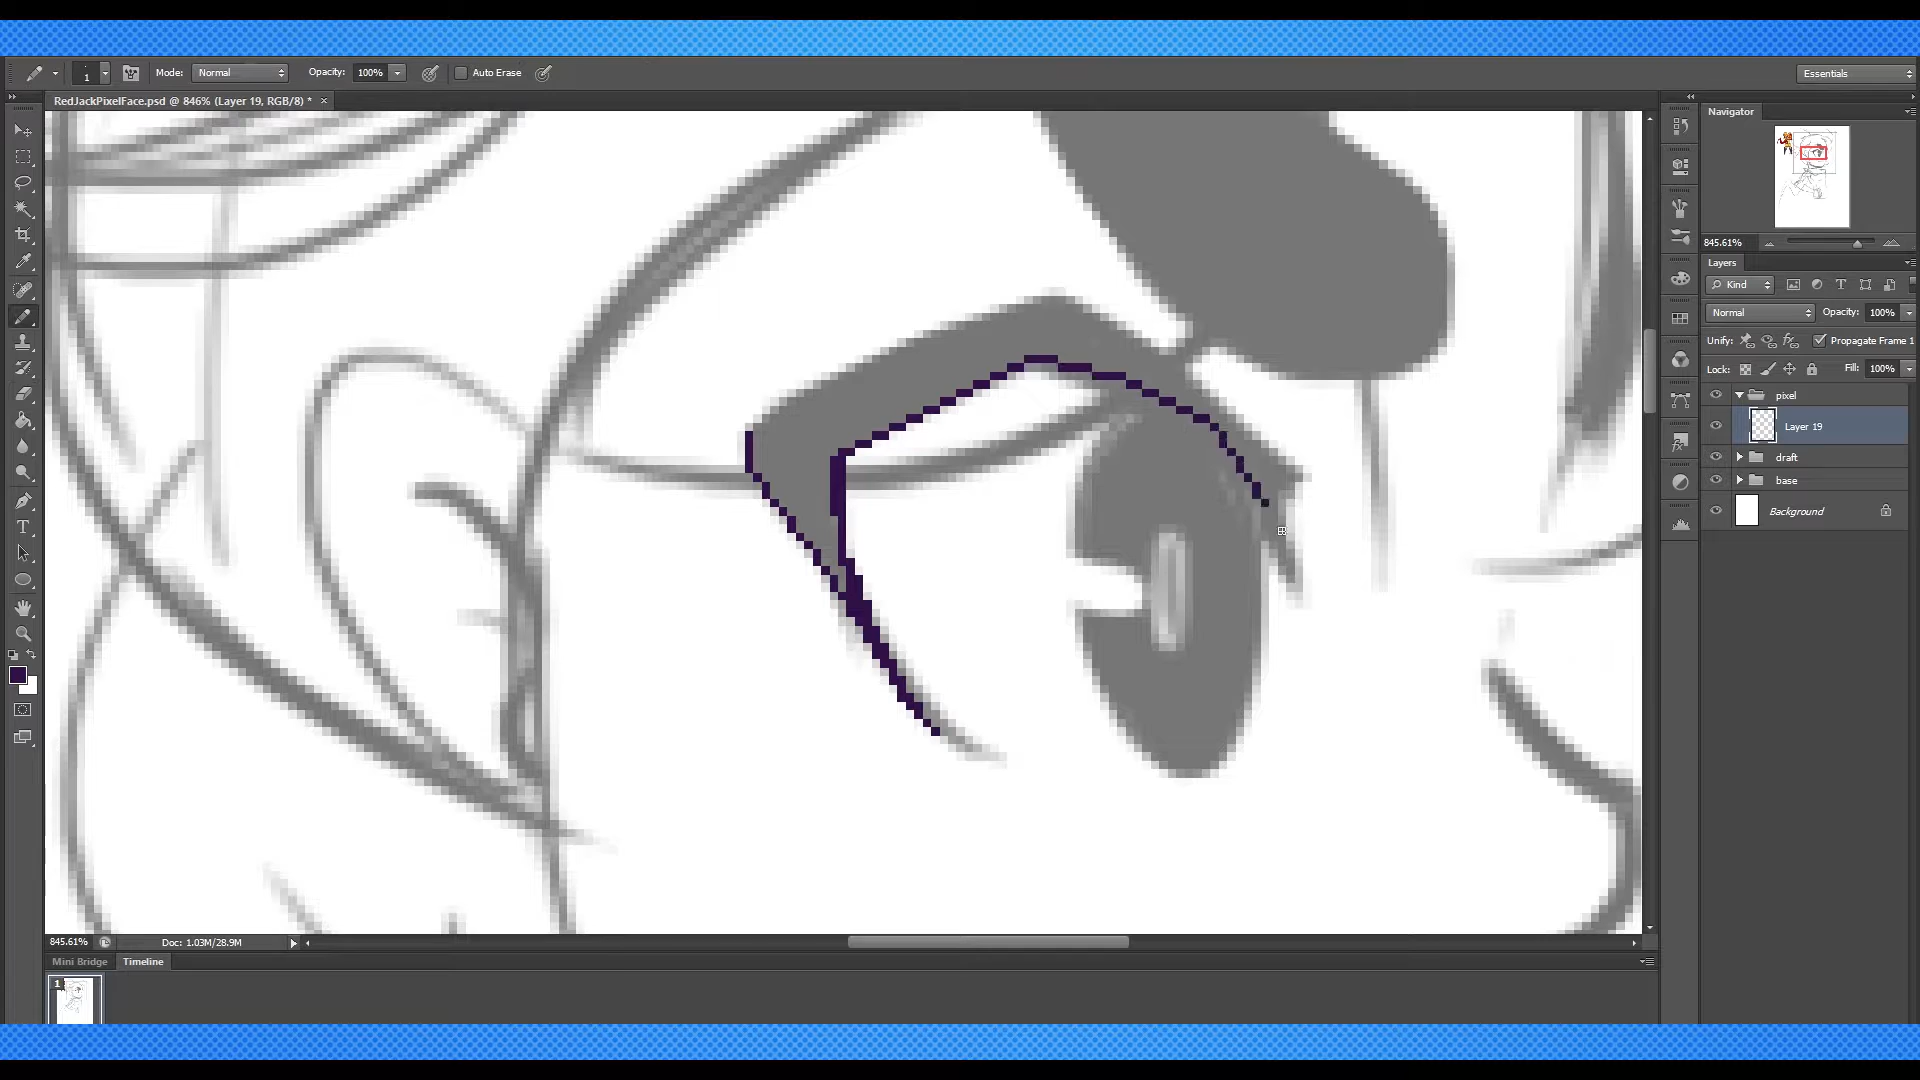 1 Mode: Normal Opacity: 100% Auto Erase Essentials
RedJackPixelFace.psd @ 846% (Layer 19, RGB/8) * ×
Navigator
845.61%
Layers
Kind
Normal Opacity: 100%
Unify: Propagate Frame 1
Lock: Fill: 100%
pixel
Layer 19
draft
base
Background
845.61% Doc: 1.03M/28.9M
Mini Bridge Timeline
1